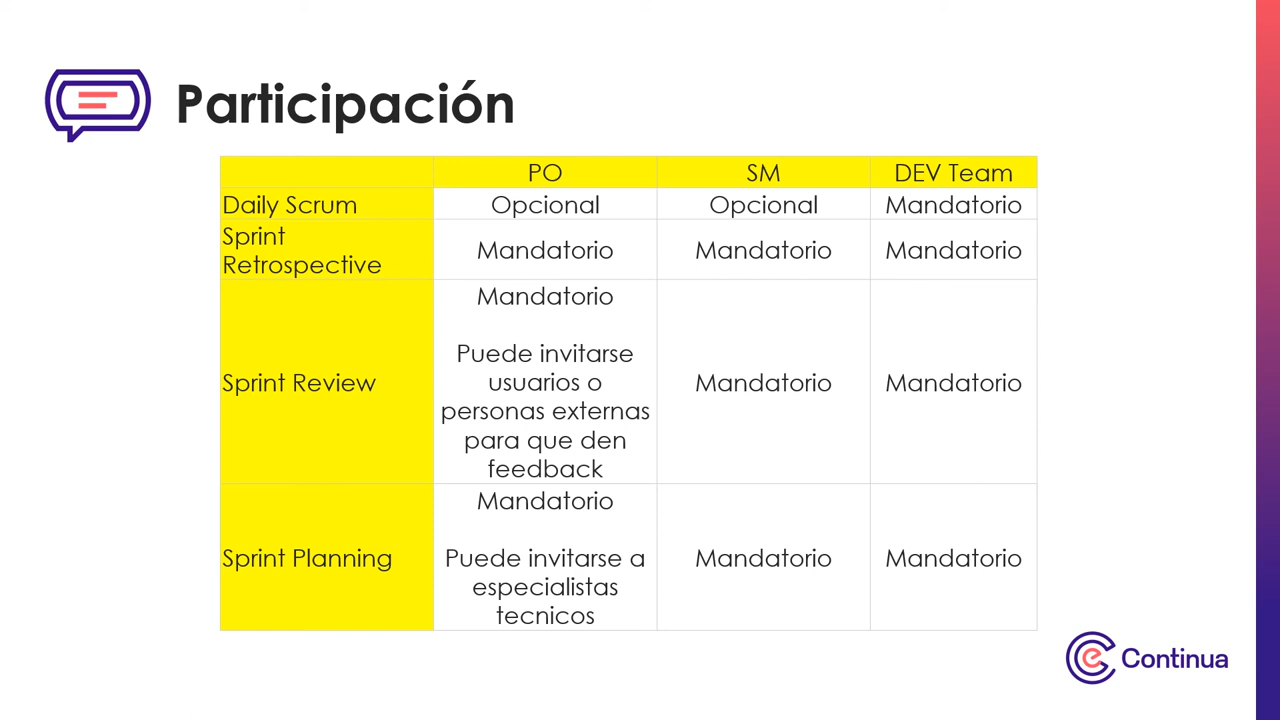 Participación
PO SM DEV Team
Daily Scrum Opcional Opcional Mandatorio
Sprint
Retrospective
Mandatorio Mandatorio Mandatorio
Sprint Review
Mandatorio
Puede invitarse
usuarios o
personas externas
para que den
feedback
Mandatorio Mandatorio
Sprint Planning
Mandatorio
Puede invitarse a
especialistas
tecnicos
Mandatorio Mandatorio
Continua